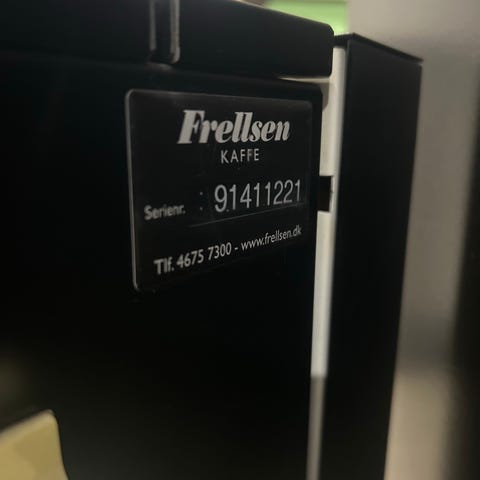 Frellsen
KAFFE
Serienr. : 91411221
Tlf. 4675 7300 - www.frellsen.dk